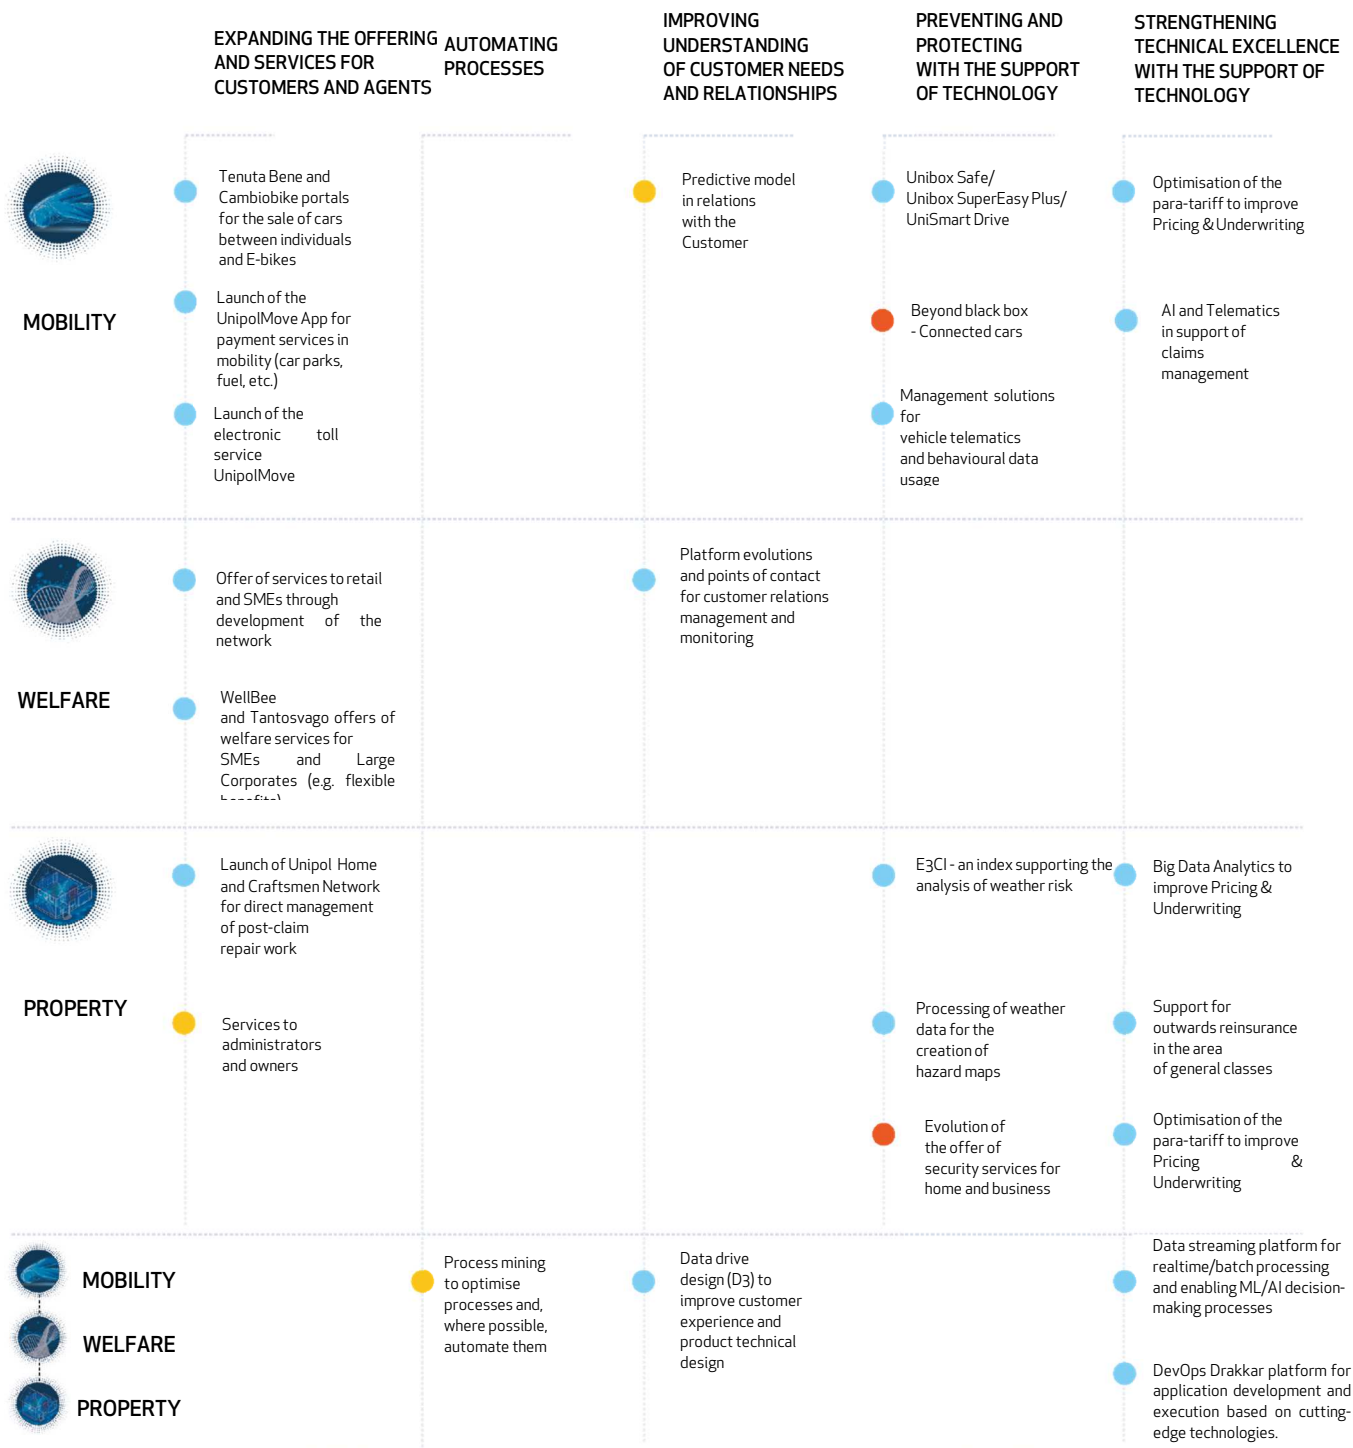 EXPANDING THE OFFERING
AND SERVICES FOR
CUSTOMERS AND AGENTS
AUTOMATING
PROCESSES
IMPROVING
UNDERSTANDING
OF CUSTOMER NEEDS
AND RELATIONSHIPS
PREVENTING AND
PROTECTING
WITH THE SUPPORT
OF TECHNOLOGY
STRENGTHENING
TECHNICAL EXCELLENCE
WITH THE SUPPORT OF
TECHNOLOGY
MOBILITY
Tenuta Bene and
Cambiobike portals
for the sale of cars
between individuals
and E-bikes
Launch of the
UnipolMove App for
payment services in
mobility (car parks,
fuel, etc.)
Launch of the
electronic toll
service
UnipolMove
Predictive model
in relations
with the
Customer
Unibox Safe/
Unibox SuperEasy Plus/
UniSmart Drive
Beyond black box
- Connected cars
Management solutions
for
vehicle telematics
and behavioural data
usage
Optimisation of the
para-tariff to improve
Pricing & Underwriting
AI and Telematics
in support of
claims
management
WELFARE
Offer of services to retail
and SMEs through
development of the
network
WellBee
and Tantosvago offers of
welfare services for
SMEs and Large
Corporates (e.g. flexible
benefits)
Platform evolutions
and points of contact
for customer relations
management and
monitoring
PROPERTY
Launch of Unipol Home
and Craftsmen Network
for direct management
of post-claim
repair work
Services to
administrators
and owners
E3CI - an index supporting the
analysis of weather risk
Processing of weather
data for the
creation of
hazard maps
Evolution of
the offer of
security services for
home and business
Big Data Analytics to
improve Pricing &
Underwriting
Support for
outwards reinsurance
in the area
of general classes
Optimisation of the
para-tariff to improve
Pricing &
Underwriting
MOBILITY
WELFARE
PROPERTY
Process mining
to optimise
processes and,
where possible,
automate them
Data drive
design (D3) to
improve customer
experience and
product technical
design
Data streaming platform for
realtime/batch processing
and enabling ML/AI decision-
making processes
DevOps Drakkar platform for
application development and
execution based on cutting-
edge technologies.